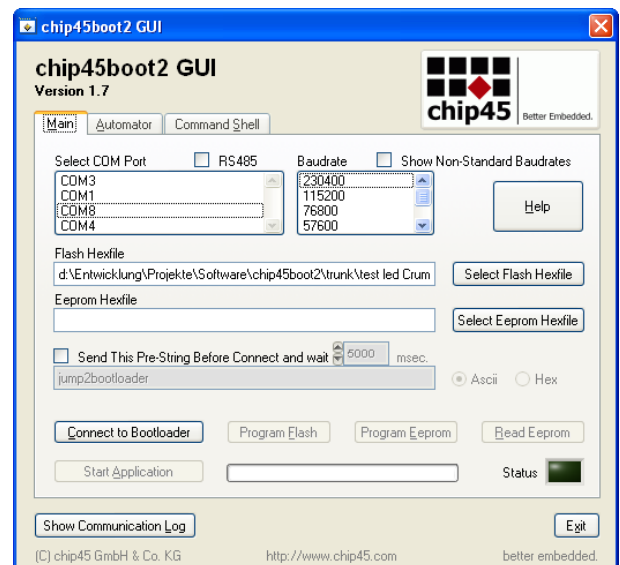 chip45boot2 GUI
chip45boot2 GUI
Version 1.7
chip45 Better Embedded.
Main Automator Command Shell
Select COM Port RS485 Baudrate Show Non-Standard Baudrates
COM3 230400
COM1 115200
COM8 76800
COM4 57600
Help
Flash Hexfile
d:\Entwicklung\Projekte\Software\chip45boot2\trunk\test led Crum Select Flash Hexfile
Eeprom Hexfile
Select Eeprom Hexfile
Send This Pre-String Before Connect and wait 5000 msec.
jump2bootloader Ascii Hex
Connect to Bootloader Program Flash Program Eeprom Read Eeprom
Start Application Status
Show Communication Log Exit
(C) chip45 GmbH & Co. KG http://www.chip45.com better embedded.